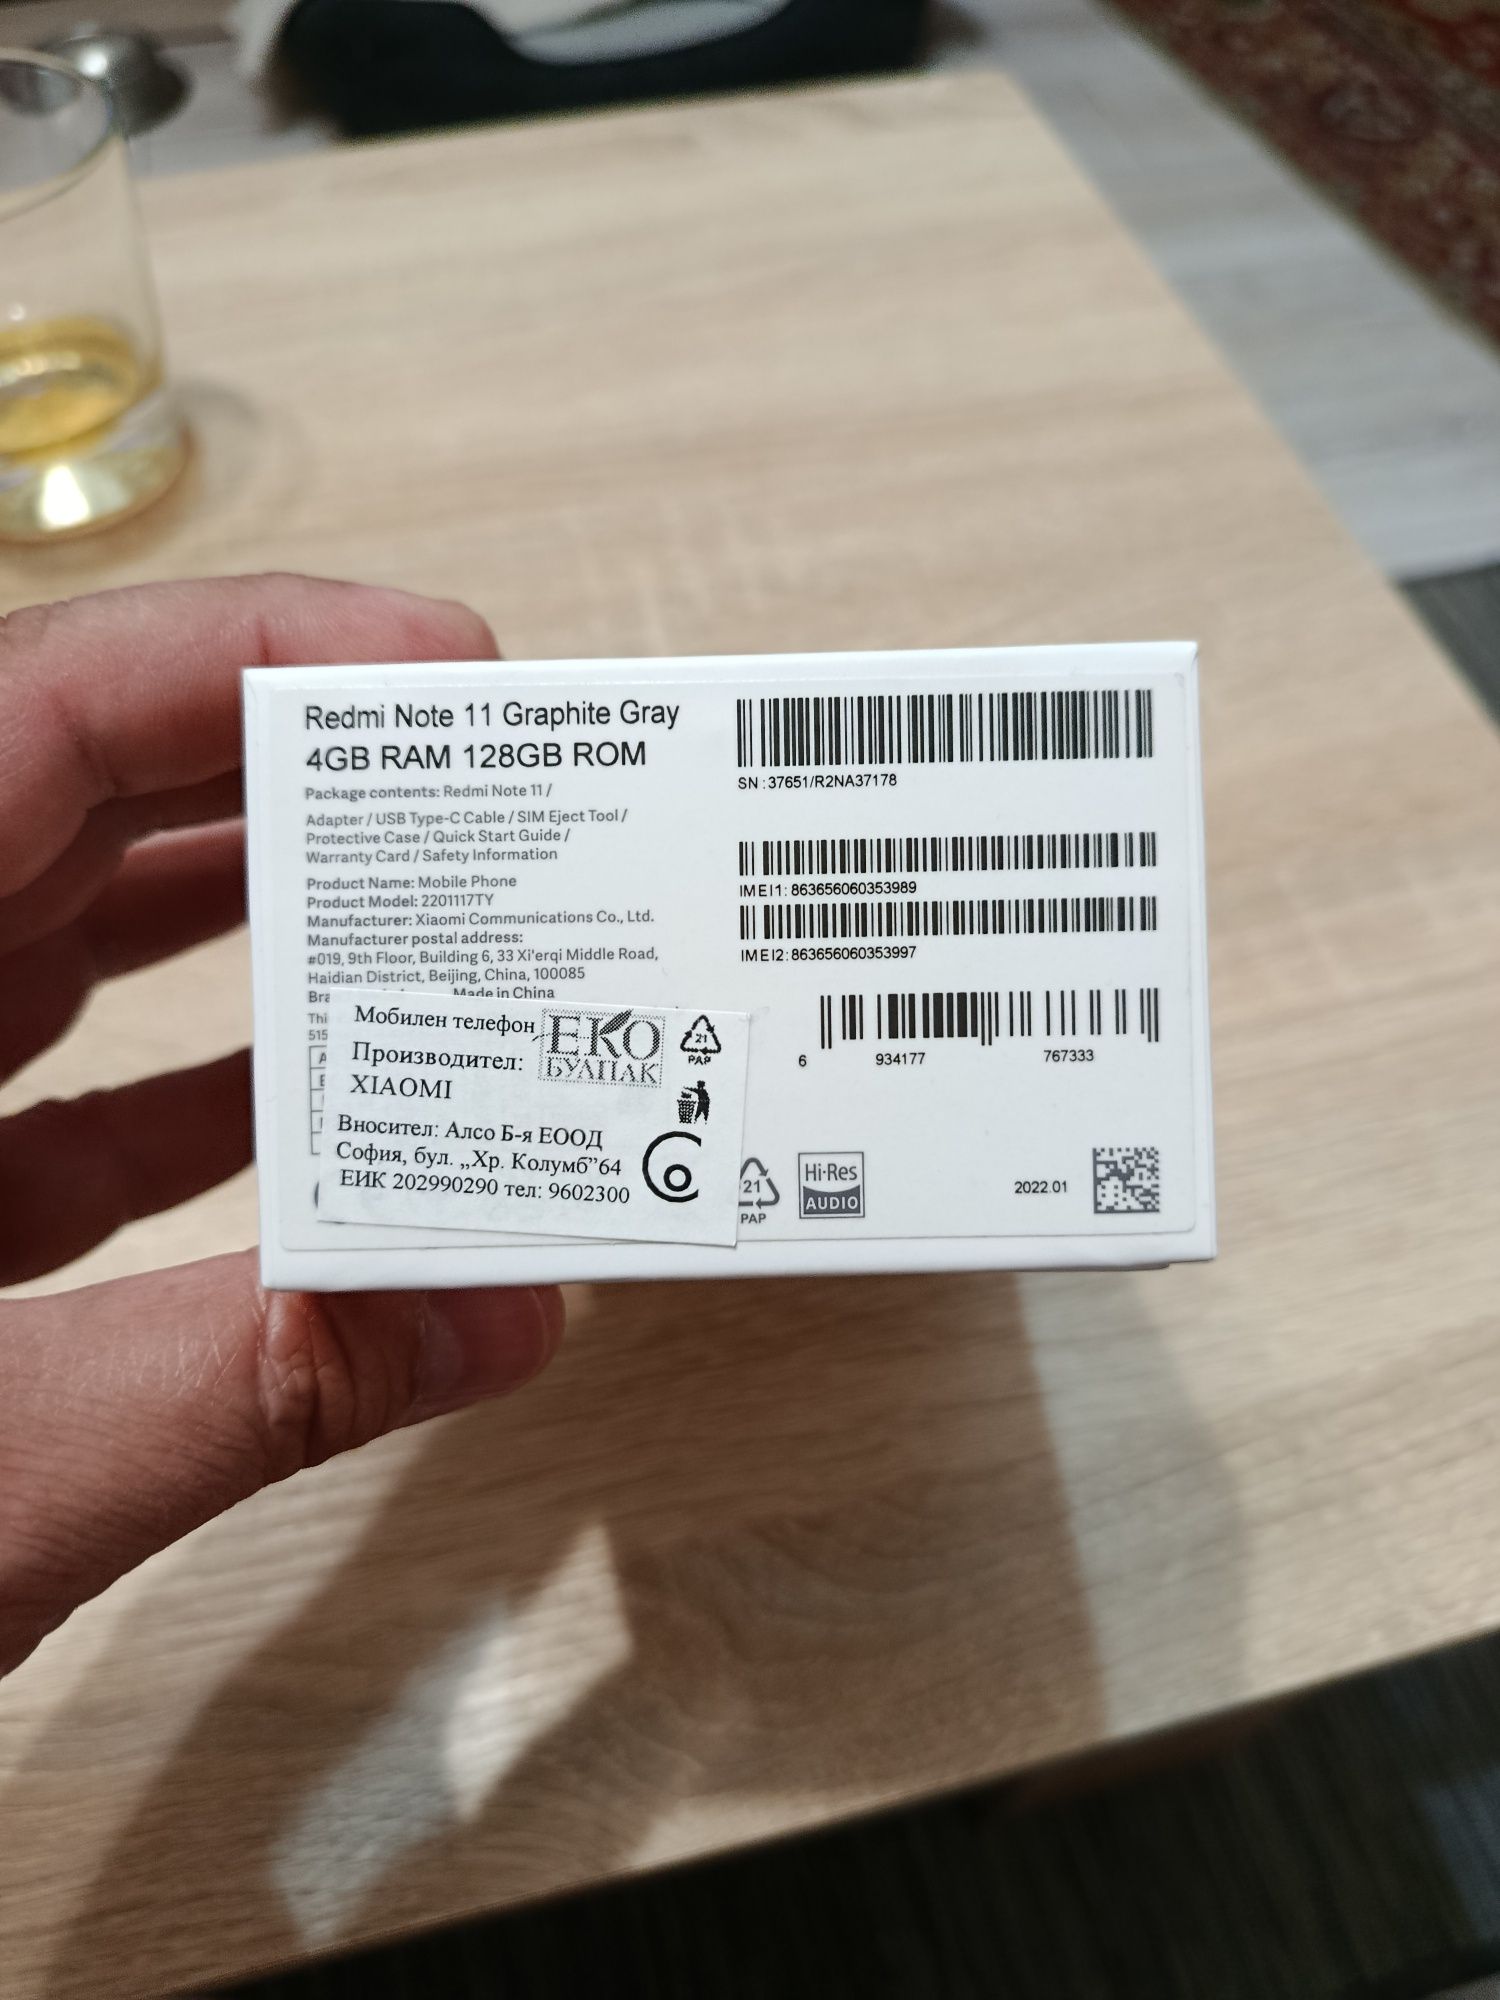 Redmi Note 11 Graphite Gray
4GB RAM 128GB ROM
Package contents: Redmi Note 11 /
Adapter / USB Type-C Cable / SIM Eject Tool /
Protective Case / Quick Start Guide /
Warranty Card / Safety Information
Product Name: Mobile Phone
Product Model: 2201117TY
Manufacturer: Xiaomi Communications Co., Ltd.
Manufacturer postal address:
#019, 9th Floor, Building 6, 33 Xi'erqi Middle Road,
Haidian District, Beijing, China, 100085
Made in China
Мобилен телефон
ЕКО
БУЛПАК
Производител:
XIAOMI
Вносител: Алсо Б-я ЕООД
София, бул. „Хр. Колумб”64
ЕИК 202990290 тел: 9602300
21
PAP
SN : 37651/R2NA37178
IMEI1: 863656060353989
IMEI2: 863656060353997
6 934177 767333
21
PAP
Hi-Res
AUDIO
2022.01